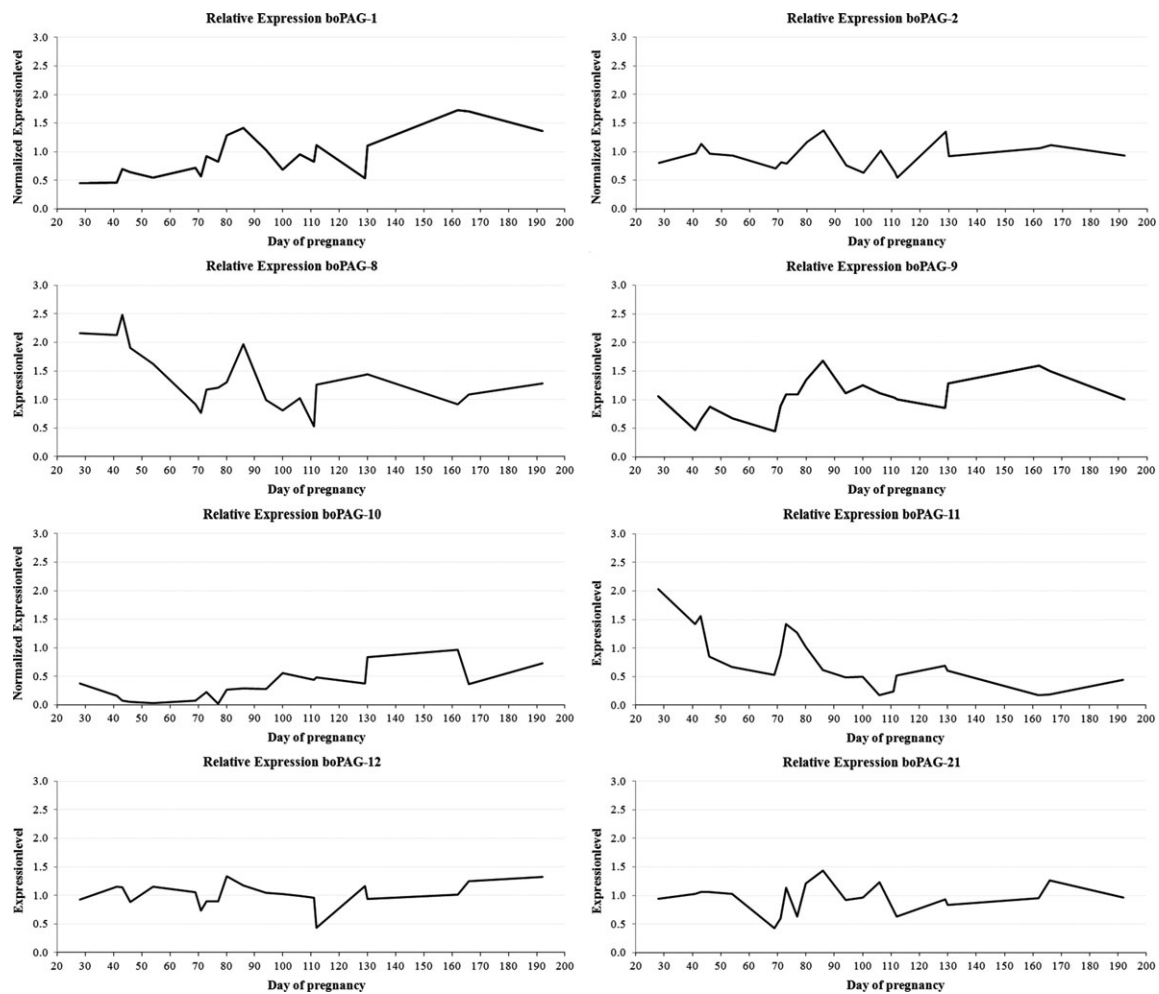 Relative Expression boPAG-1
Normalized Expressionlevel
3.0
2.5
2.0
1.5
1.0
0.5
0.0
20 30 40 50 60 70 80 90 100 110 120 130 140 150 160 170 180 190 200
Day of pregnancy
Relative Expression boPAG-2
Normalized Expressionlevel
3.0
2.5
2.0
1.5
1.0
0.5
0.0
20 30 40 50 60 70 80 90 100 110 120 130 140 150 160 170 180 190 200
Day of pregnancy
Relative Expression boPAG-8
Expressionlevel
3.0
2.5
2.0
1.5
1.0
0.5
0.0
20 30 40 50 60 70 80 90 100 110 120 130 140 150 160 170 180 190 200
Day of pregnancy
Relative Expression boPAG-9
Expressionlevel
3.0
2.5
2.0
1.5
1.0
0.5
0.0
20 30 40 50 60 70 80 90 100 110 120 130 140 150 160 170 180 190 200
Day of pregnancy
Relative Expression boPAG-10
Normalized Expressionlevel
3.0
2.5
2.0
1.5
1.0
0.5
0.0
20 30 40 50 60 70 80 90 100 110 120 130 140 150 160 170 180 190 200
Day of pregnancy
Relative Expression boPAG-11
Expressionlevel
3.0
2.5
2.0
1.5
1.0
0.5
0.0
20 30 40 50 60 70 80 90 100 110 120 130 140 150 160 170 180 190 200
Day of pregnancy
Relative Expression boPAG-12
Expressionlevel
3.0
2.5
2.0
1.5
1.0
0.5
0.0
20 30 40 50 60 70 80 90 100 110 120 130 140 150 160 170 180 190 200
Day of pregnancy
Relative Expression boPAG-21
Expressionlevel
3.0
2.5
2.0
1.5
1.0
0.5
0.0
20 30 40 50 60 70 80 90 100 110 120 130 140 150 160 170 180 190 200
Day of pregnancy